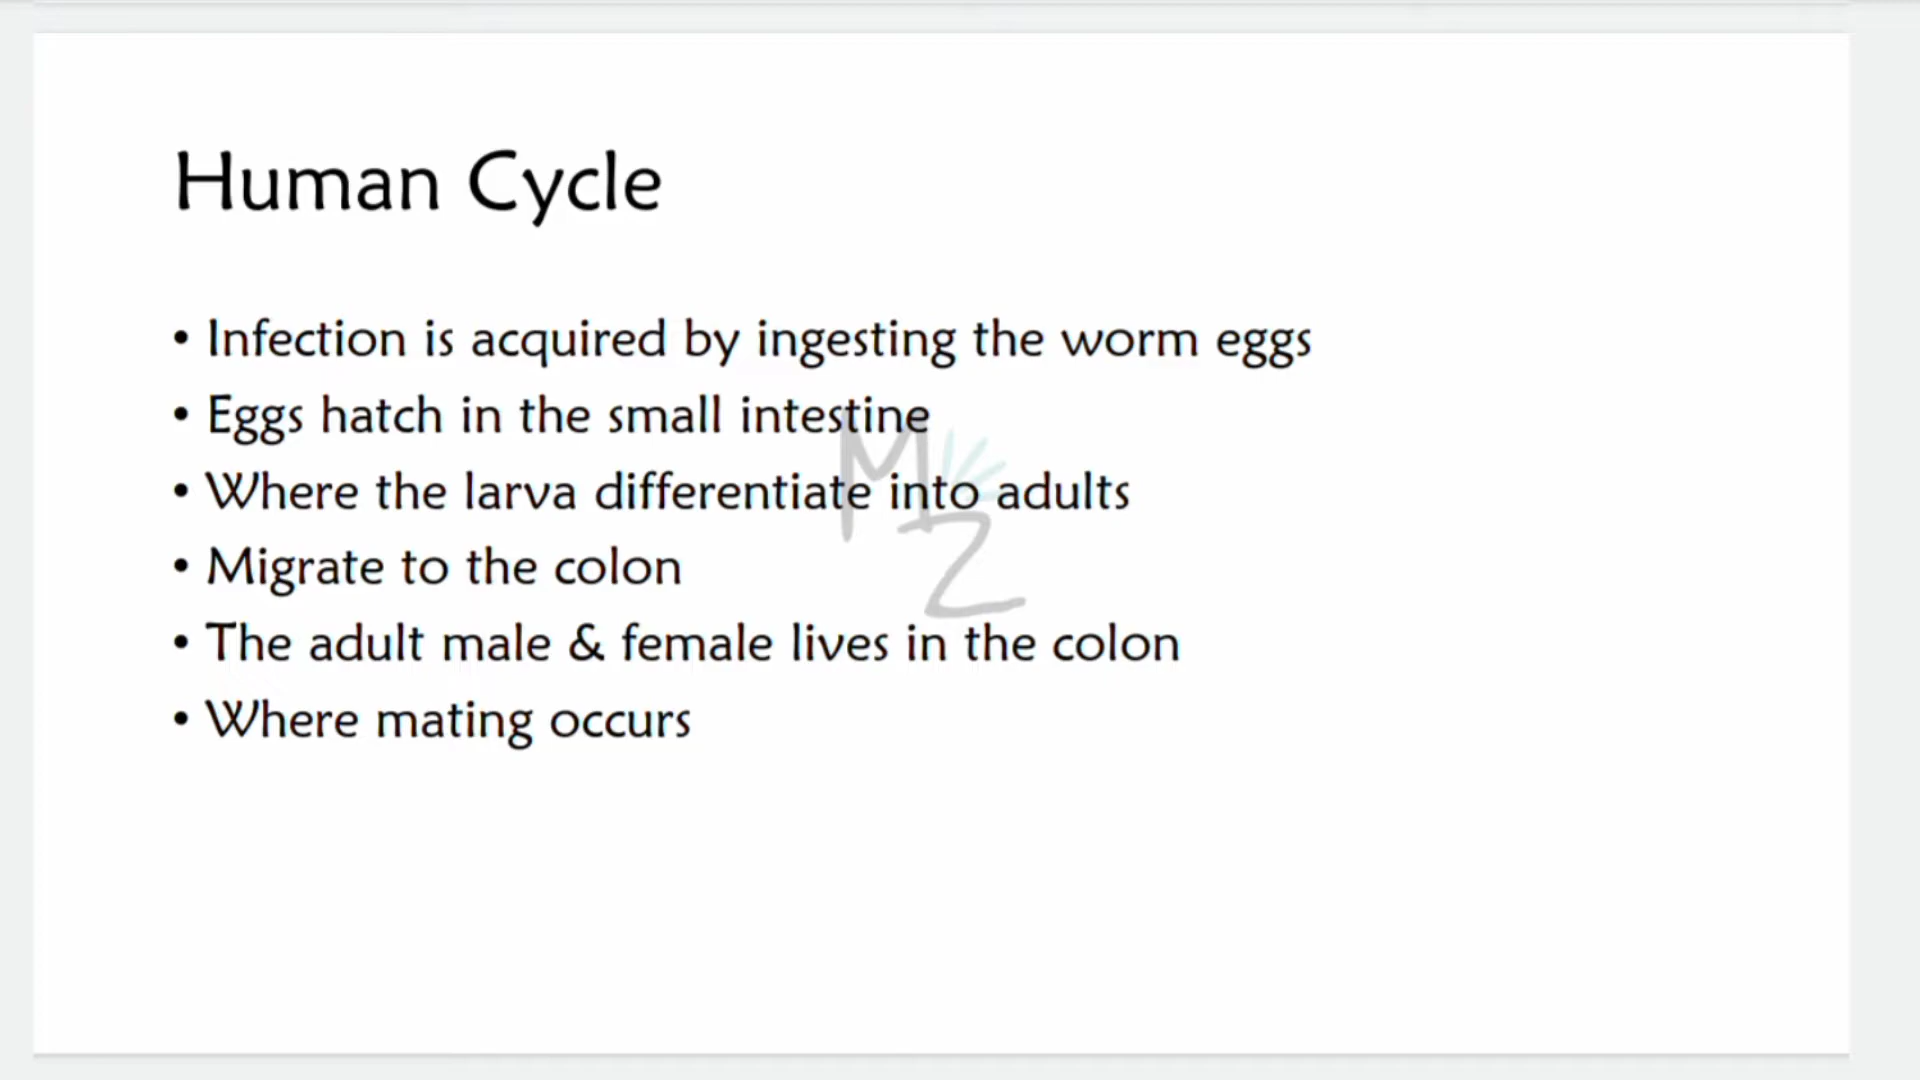 Human Cycle
• Infection is acquired by ingesting the worm eggs
• Eggs hatch in the small intestine
• Where the larva differentiate into adults
• Migrate to the colon
• The adult male & female lives in the colon
• Where mating occurs
MZ